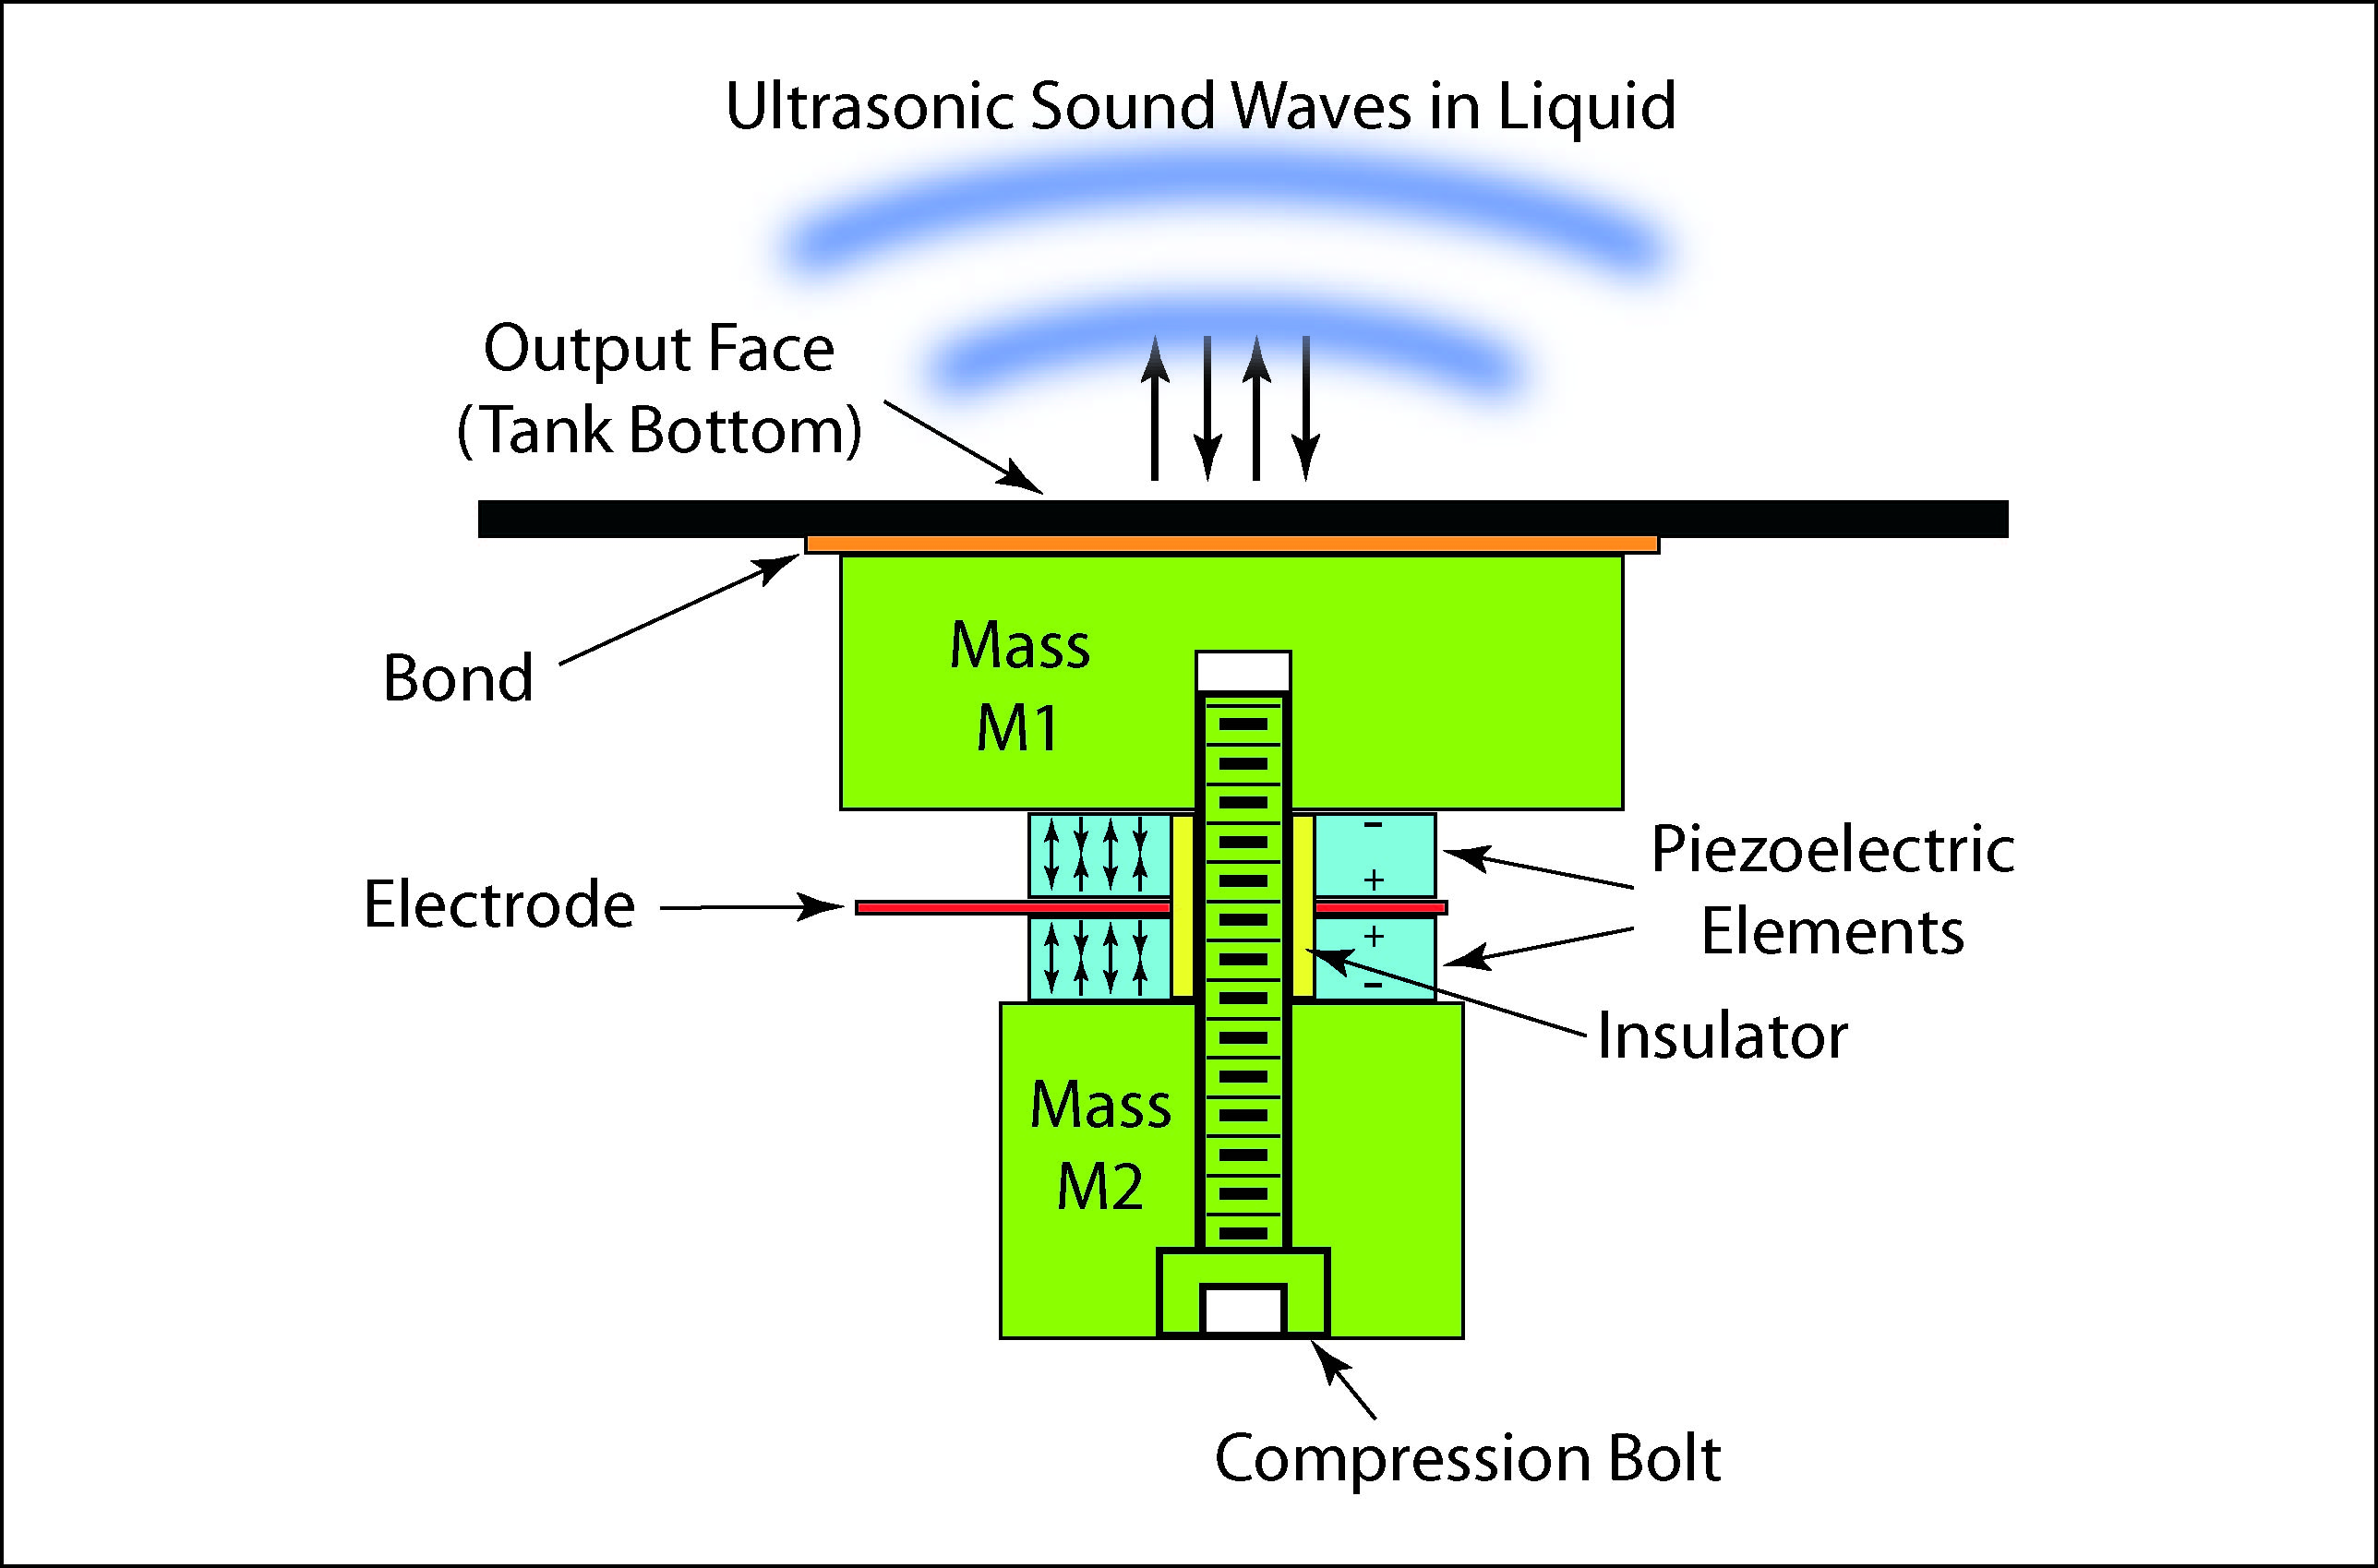 Ultrasonic Sound Waves in Liquid
Output Face
(Tank Bottom)
Bond
Mass
M1
Electrode
-
+
+
-
Piezoelectric
Elements
Insulator
Mass
M2
Compression Bolt